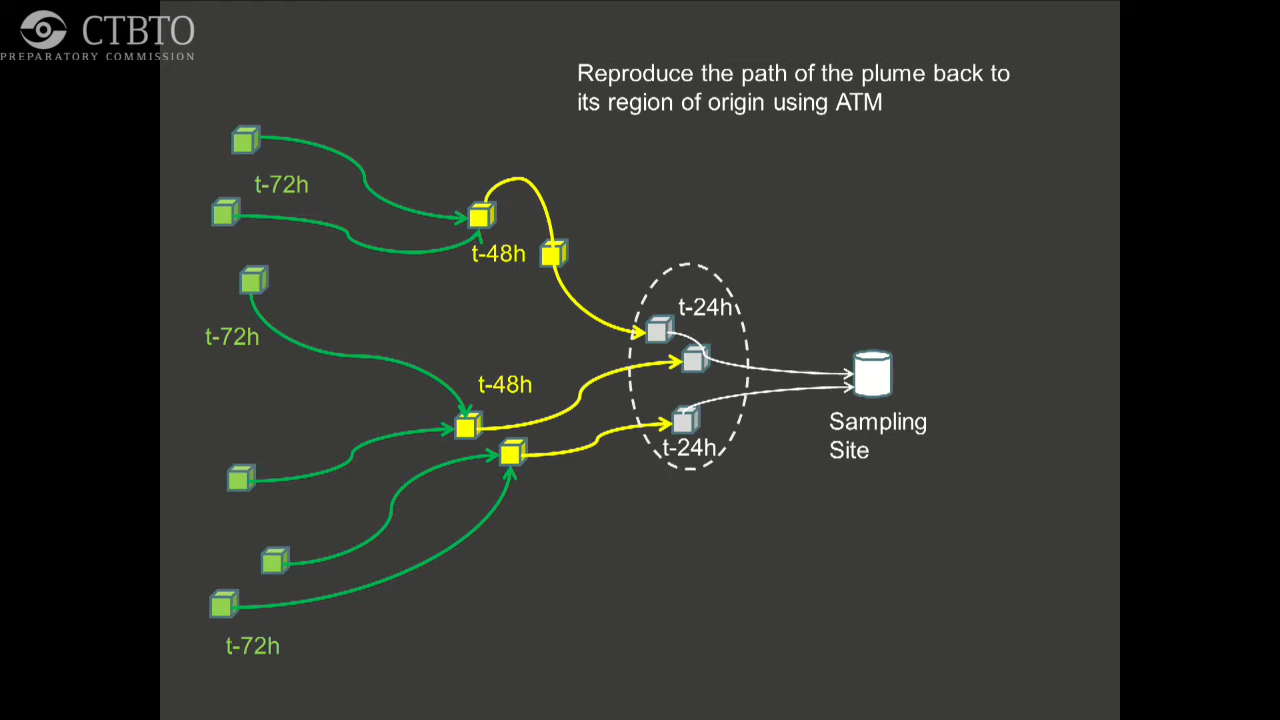 CTBTO
PREPARATORY COMMISSION
Reproduce the path of the plume back to
its region of origin using ATM
t-72h
t-48h
t-24h
t-72h
t-48h
Sampling
Site
t-24h
t-72h